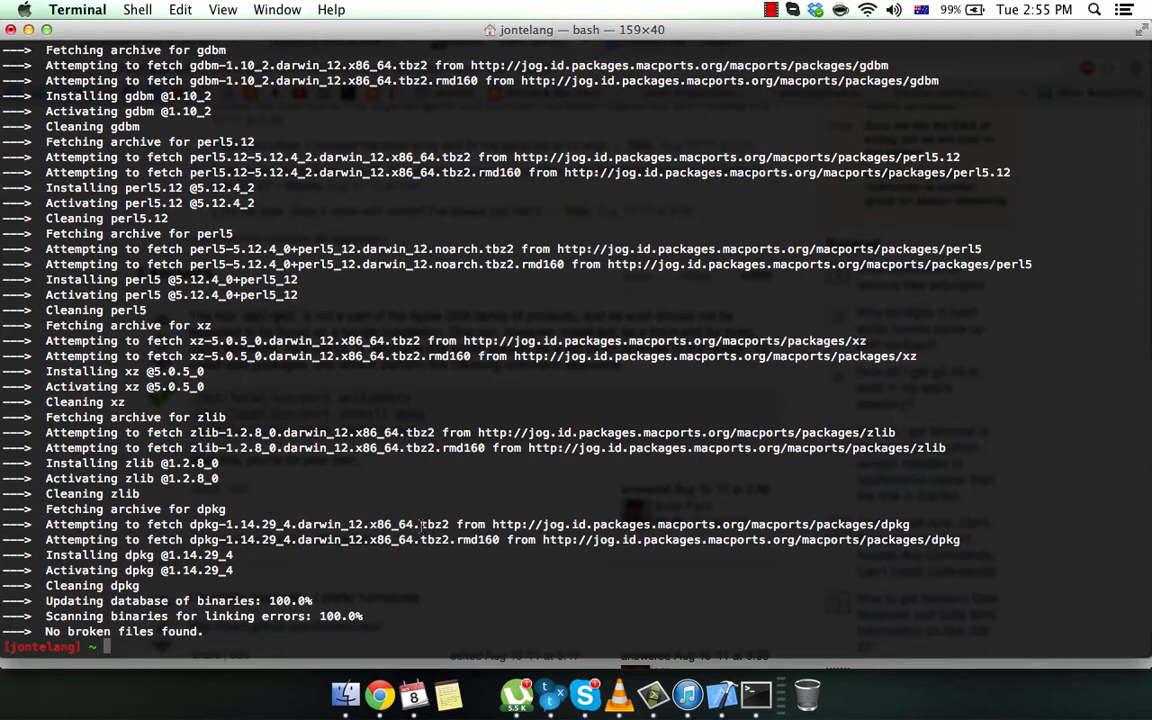 Terminal Shell Edit View Window Help 99% Tue 2:55 PM
jontelang — bash — 159×40
---> Fetching archive for gdbm
---> Attempting to fetch gdbm-1.10_2.darwin_12.x86_64.tbz2 from http://jog.id.packages.macports.org/macports/packages/gdbm
---> Attempting to fetch gdbm-1.10_2.darwin_12.x86_64.tbz2.rmd160 from http://jog.id.packages.macports.org/macports/packages/gdbm
---> Installing gdbm @1.10_2
---> Activating gdbm @1.10_2
---> Cleaning gdbm
---> Fetching archive for perl5.12
---> Attempting to fetch perl5.12-5.12.4_2.darwin_12.x86_64.tbz2 from http://jog.id.packages.macports.org/macports/packages/perl5.12
---> Attempting to fetch perl5.12-5.12.4_2.darwin_12.x86_64.tbz2.rmd160 from http://jog.id.packages.macports.org/macports/packages/perl5.12
---> Installing perl5.12 @5.12.4_2
---> Activating perl5.12 @5.12.4_2
---> Cleaning perl5.12
---> Fetching archive for perl5
---> Attempting to fetch perl5-5.12.4_0+perl5_12.darwin_12.noarch.tbz2 from http://jog.id.packages.macports.org/macports/packages/perl5
---> Attempting to fetch perl5-5.12.4_0+perl5_12.darwin_12.noarch.tbz2.rmd160 from http://jog.id.packages.macports.org/macports/packages/perl5
---> Installing perl5 @5.12.4_0+perl5_12
---> Activating perl5 @5.12.4_0+perl5_12
---> Cleaning perl5
---> Fetching archive for xz
---> Attempting to fetch xz-5.0.5_0.darwin_12.x86_64.tbz2 from http://jog.id.packages.macports.org/macports/packages/xz
---> Attempting to fetch xz-5.0.5_0.darwin_12.x86_64.tbz2.rmd160 from http://jog.id.packages.macports.org/macports/packages/xz
---> Installing xz @5.0.5_0
---> Activating xz @5.0.5_0
---> Cleaning xz
---> Fetching archive for zlib
---> Attempting to fetch zlib-1.2.8_0.darwin_12.x86_64.tbz2 from http://jog.id.packages.macports.org/macports/packages/zlib
---> Attempting to fetch zlib-1.2.8_0.darwin_12.x86_64.tbz2.rmd160 from http://jog.id.packages.macports.org/macports/packages/zlib
---> Installing zlib @1.2.8_0
---> Activating zlib @1.2.8_0
---> Cleaning zlib
---> Fetching archive for dpkg
---> Attempting to fetch dpkg-1.14.29_4.darwin_12.x86_64.tbz2 from http://jog.id.packages.macports.org/macports/packages/dpkg
---> Attempting to fetch dpkg-1.14.29_4.darwin_12.x86_64.tbz2.rmd160 from http://jog.id.packages.macports.org/macports/packages/dpkg
---> Installing dpkg @1.14.29_4
---> Activating dpkg @1.14.29_4
---> Cleaning dpkg
---> Updating database of binaries: 100.0%
---> Scanning binaries for linking errors: 100.0%
---> No broken files found.
[jontelang] ~
8
5.5 K